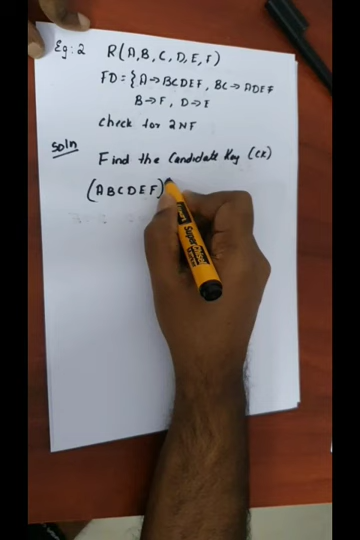 Eg: 2 R(A, B, C, D, E, F)
FD = { A → BCDEF, BC → ADEF
B → F, D → E
check for 2NF
Soln
Find the Candidate Key (CK)
(ABCDEF)